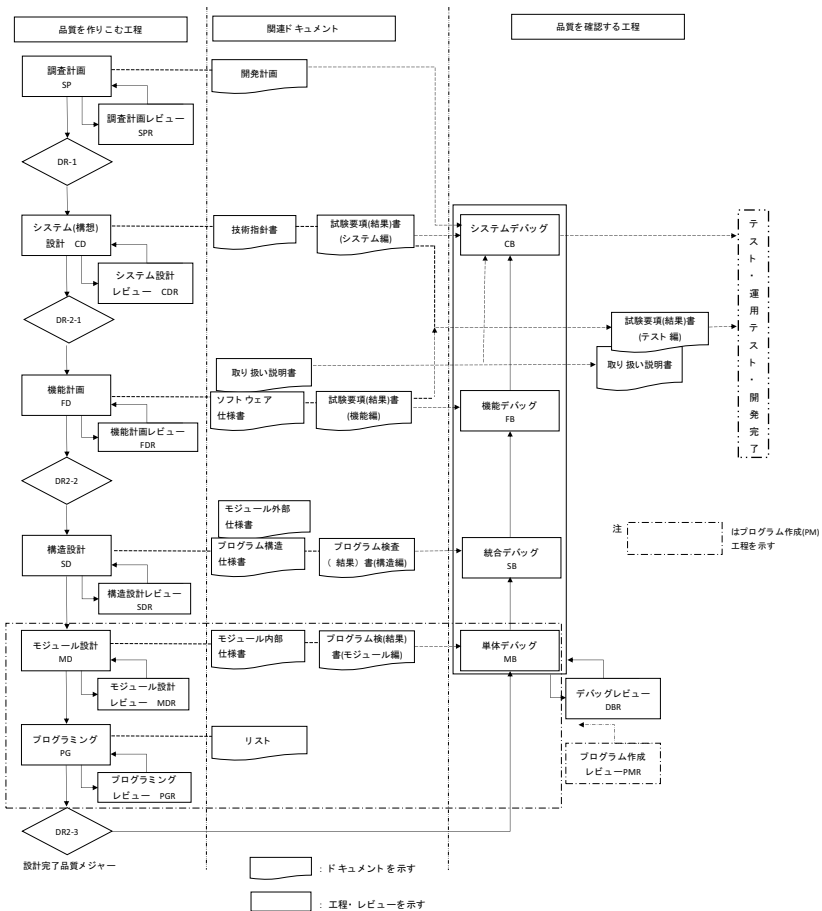 品質を作りこむ工程
関連ドキュメント
品質を確認する工程
調査計画
SP
開発計画
調査計画レビュー
SPR
DR-1
システム(構想)
設計 CD
技術指針書
試験要項(結果)書
(システム編)
システムデバッグ
CB
テスト・運用テスト・開発完了
システム設計
レビュー CDR
DR-2-1
試験要項(結果)書
(テスト編)
取り扱い説明書
取り扱い説明書
機能計画
FD
ソフトウェア
仕様書
試験要項(結果)書
(機能編)
機能デバッグ
FB
機能計画レビュー
FDR
DR2-2
モジュール外部
仕様書
注
はプログラム作成(PM)
工程を示す
構造設計
SD
プログラム構造
仕様書
プログラム検査
(結果)書(構造編)
統合デバッグ
SB
構造設計レビュー
SDR
モジュール設計
MD
モジュール内部
仕様書
プログラム検(結果)
書(モジュール編)
単体デバッグ
MB
モジュール設計
レビュー MDR
デバッグレビュー
DBR
プログラミング
PG
リスト
プログラム作成
レビューPMR
プログラミング
レビュー PGR
DR2-3
設計完了品質メジャー
:ドキュメントを示す
:工程・レビューを示す